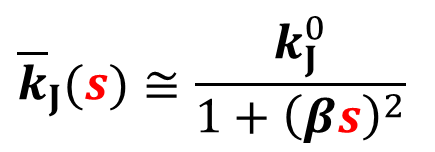 k̅_J(s) ≅ k_J^0 / (1 + (βs)^2)